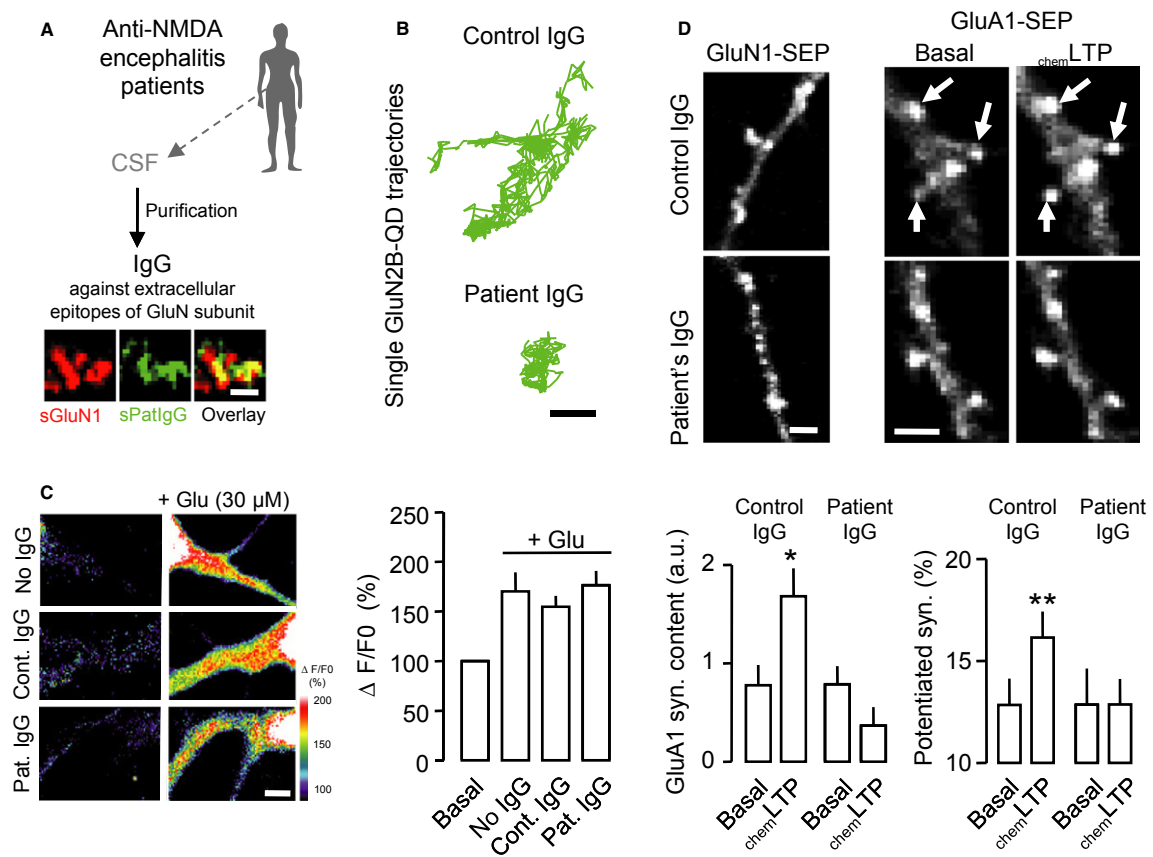 A
Anti-NMDA
encephalitis
patients
CSF
Purification
IgG
against extracellular
epitopes of GluN subunit
sGluN1 sPatIgG Overlay
B
Single GluN2B-QD trajectories
Control IgG
Patient IgG
D
GluA1-SEP
GluN1-SEP Basal chemLTP
Control IgG
Patient's IgG
C
+ Glu (30 µM)
No IgG
Cont. IgG
Pat. IgG
Δ F/F0
(%)
200
150
100
Δ F/F0 (%)
250
200
150
100
50
0
+ Glu
Basal
No IgG
Cont. IgG
Pat. IgG
GluA1 syn. content (a.u.)
Control
IgG
Patient
IgG
2
1
0
*
Basal
chemLTP
Basal
chemLTP
Potentiated syn. (%)
Control
IgG
Patient
IgG
20
15
10
**
Basal
chemLTP
Basal
chemLTP